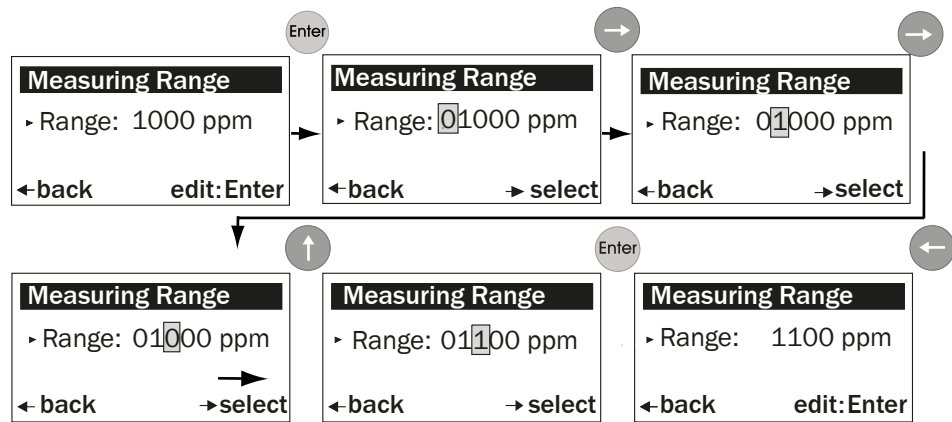 Enter
Measuring Range
▸ Range: 1000 ppm
←back edit:Enter
Measuring Range
▸ Range: 01000 ppm
←back → select
Measuring Range
▸ Range: 01000 ppm
←back →select
Measuring Range
▸ Range: 01000 ppm
← back →select
Enter
Measuring Range
▸ Range: 01100 ppm
←back → select
Measuring Range
▸ Range: 1100 ppm
←back edit:Enter